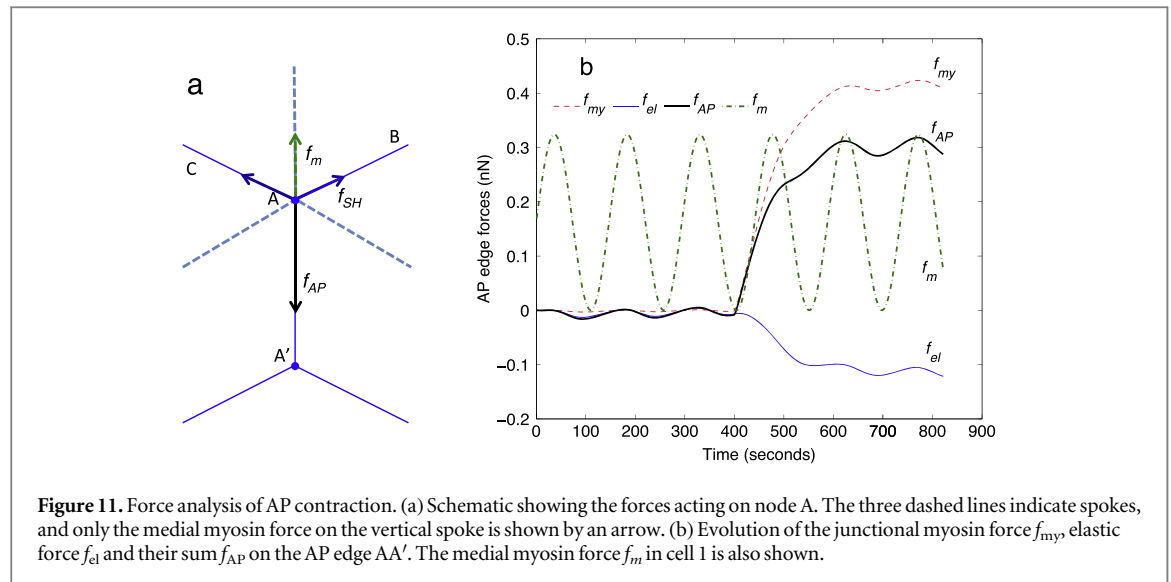 a
C
B
f_m
A
f_SH
f_AP
A'
b
f_my f_el f_AP f_m
f_my
f_AP
f_m
f_el
AP edge forces (nN)
0.5
0.4
0.3
0.2
0.1
0
−0.1
−0.2
0 100 200 300 400 500 600 700 800 900
Time (seconds)
Figure 11. Force analysis of AP contraction. (a) Schematic showing the forces acting on node A. The three dashed lines indicate spokes,
and only the medial myosin force on the vertical spoke is shown by an arrow. (b) Evolution of the junctional myosin force f_my, elastic
force f_el and their sum f_AP on the AP edge AA′. The medial myosin force f_m in cell 1 is also shown.